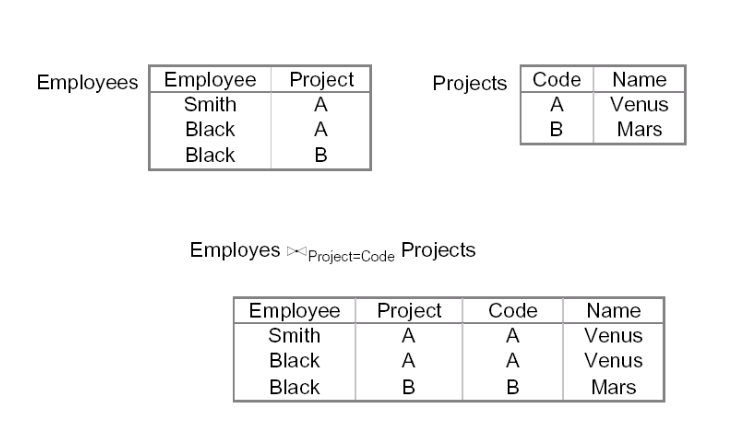 Employees
Employee Project
Smith A
Black A
Black B
Projects
Code Name
A Venus
B Mars
Employes ⋈Project=Code Projects
Employee Project Code Name
Smith A A Venus
Black A A Venus
Black B B Mars